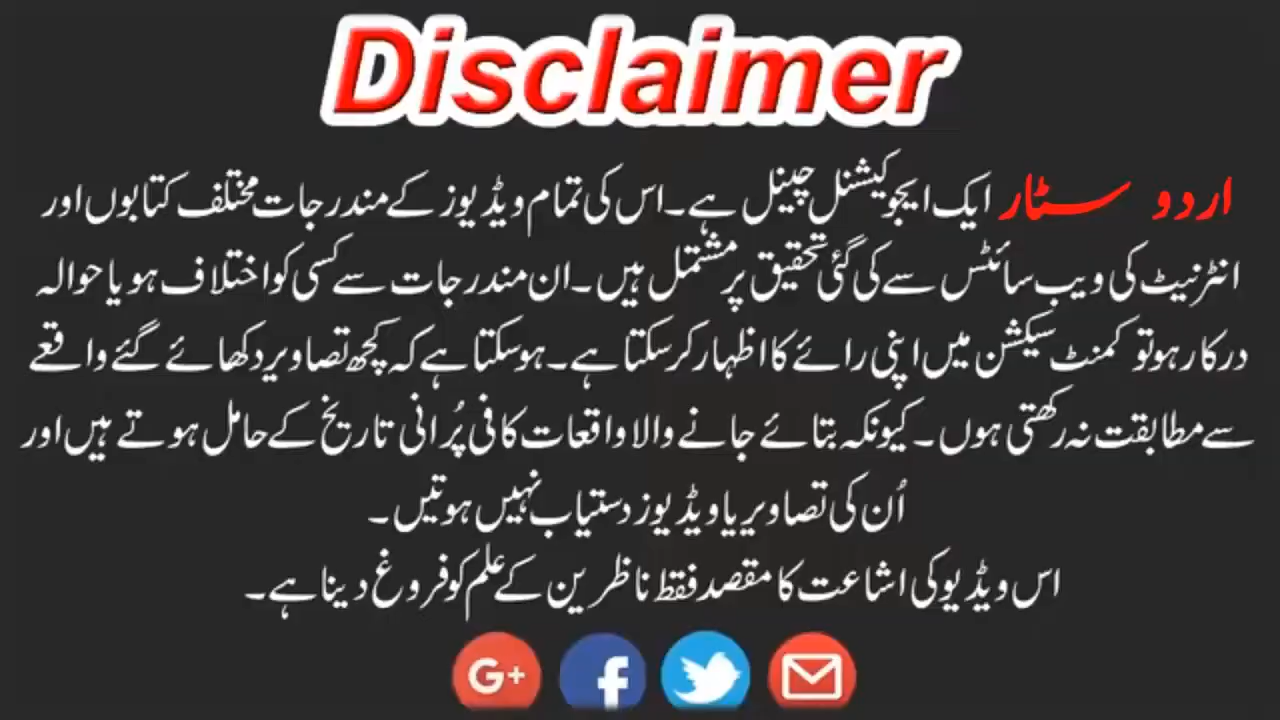 Disclaimer
اردو سٹار ایک ایجوکیشنل چینل ہے۔ اس کی تمام ویڈیوز کے مندرجات مختلف کتابوں اور
انٹرنیٹ کی ویب سائٹس سے کی گئی تحقیق پر مشتمل ہیں۔ ان مندرجات سے کسی کو اختلاف ہو یا حوالہ
درکار ہو تو کمنٹ سیکشن میں اپنی رائے کا اظہار کر سکتا ہے۔ ہو سکتا ہے کہ کچھ تصاویر دکھائے گئے واقعے
سے مطابقت نہ رکھتی ہوں۔ کیونکہ بتائے جانے والا واقعات کافی پُرانی تاریخ کے حامل ہوتے ہیں اور
اُن کی تصاویر یا ویڈیوز دستیاب نہیں ہوتیں۔
اس ویڈیو کی اشاعت کا مقصد فقط ناظرین کے علم کو فروغ دینا ہے۔
G+ f